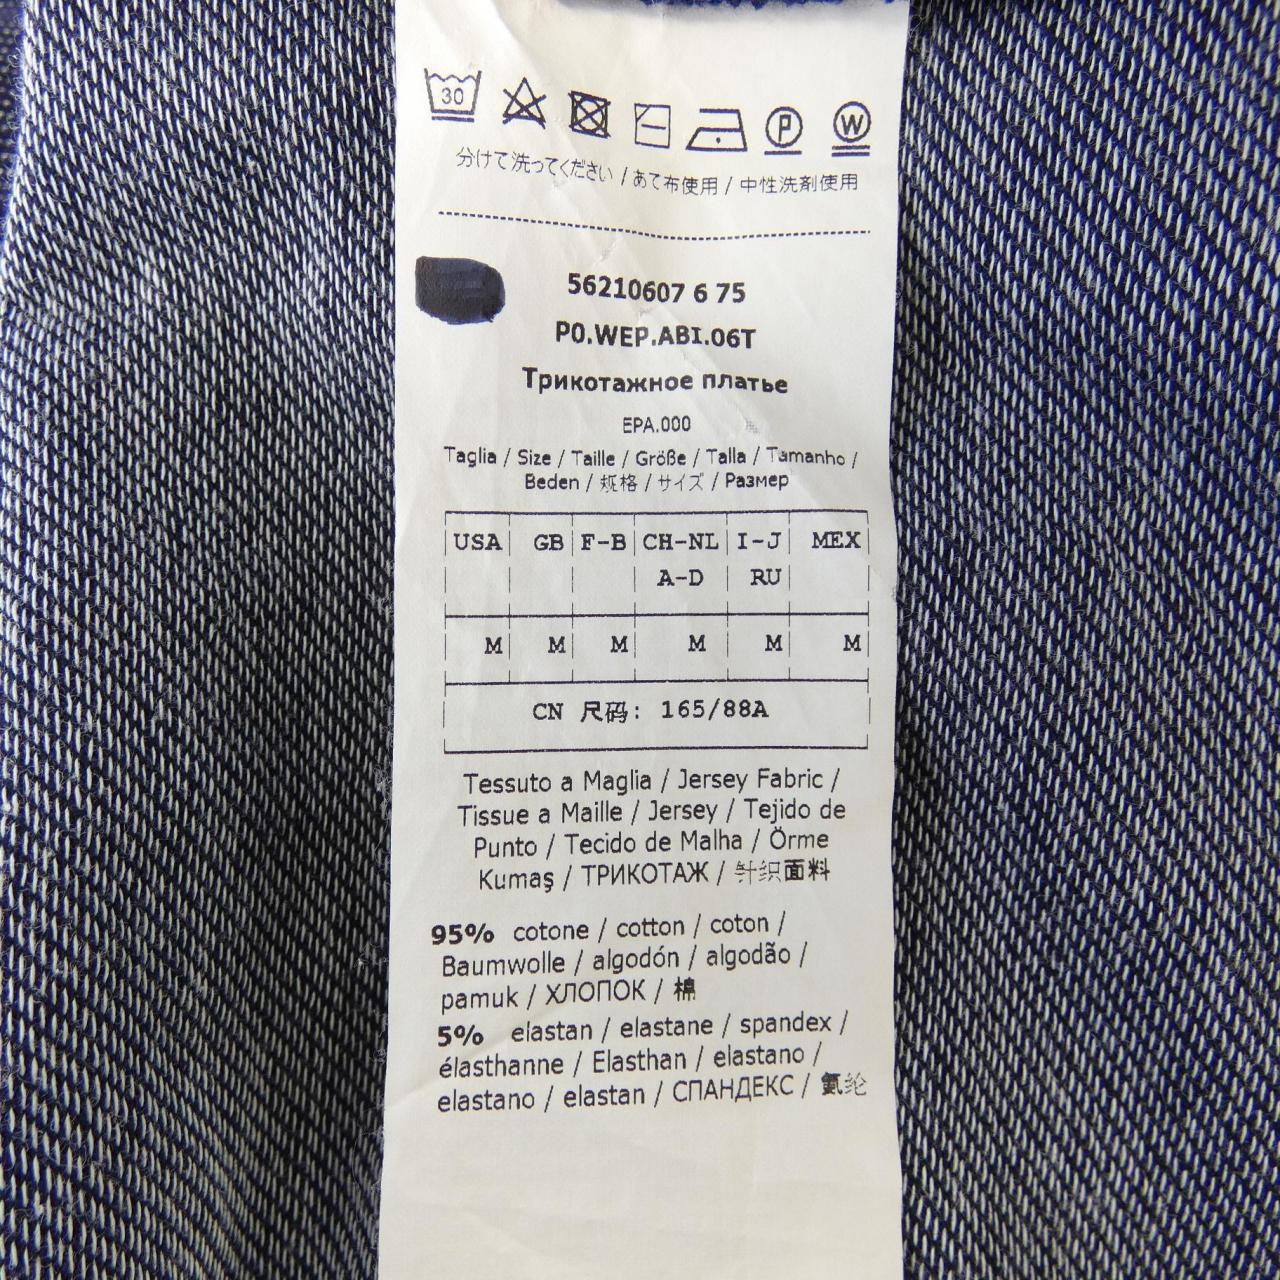 30 P W
分けて洗ってください / あて布使用 / 中性洗剤使用
56210607 6 75
P0.WEP.ABI.06T
Трикотажное платье
EPA.000
Taglia / Size / Taille / Größe / Talla / Tamanho /
Beden / 规格 / サイズ / Размер
USA GB F-B CH-NL I-J MEX
A-D RU
M M M M M M
CN 尺码: 165/88A
Tessuto a Maglia / Jersey Fabric /
Tissue a Maille / Jersey / Tejido de
Punto / Tecido de Malha / Örme
Kumaş / ТРИКОТАЖ / 针织面料
95% cotone / cotton / coton /
Baumwolle / algodón / algodão /
pamuk / ХЛОПОК / 棉
5% elastan / elastane / spandex /
élasthanne / Elasthan / elastano /
elastano / elastan / СПАНДЕКС / 氨纶